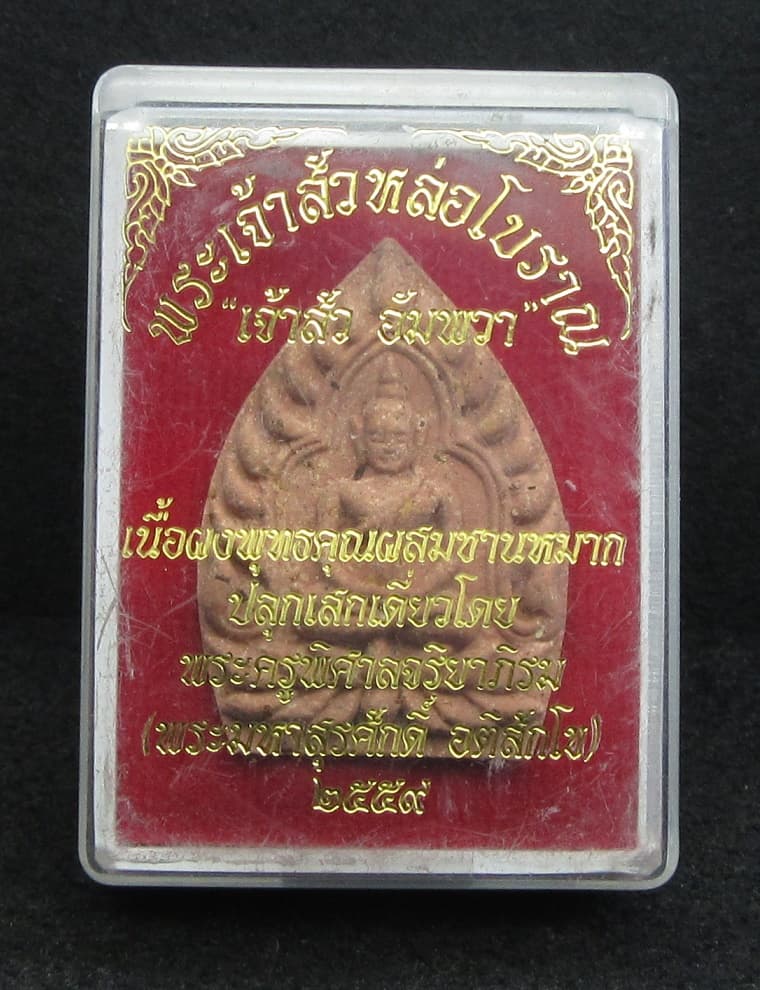 พระเจ้าสัวหล่อโบราณ
"เจ้าสัว อัมพวา"
เนื้อผงพุทธคุณผสมชานหมาก
ปลุกเสกเดี่ยวโดย
พระครูพิศาลจริยาภิรม
(พระมหาสุรศักดิ์ อติสักโข)
๒๕๕๙